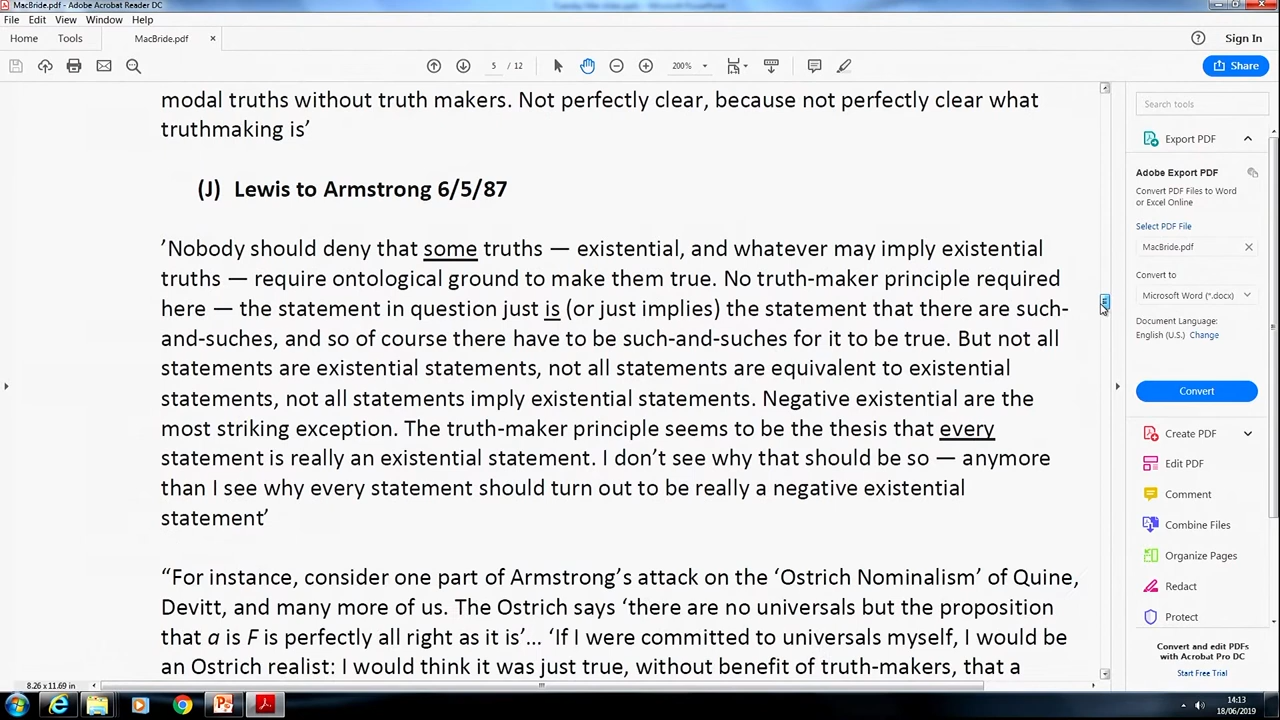 MacBride.pdf - Adobe Acrobat Reader DC
File Edit View Window Help
Home Tools MacBride.pdf × Sign In
5 / 12 200% Share
modal truths without truth makers. Not perfectly clear, because not perfectly clear what
truthmaking is’
(J) Lewis to Armstrong 6/5/87
’Nobody should deny that some truths — existential, and whatever may imply existential
truths — require ontological ground to make them true. No truth-maker principle required
here — the statement in question just is (or just implies) the statement that there are such-
and-suches, and so of course there have to be such-and-suches for it to be true. But not all
statements are existential statements, not all statements are equivalent to existential
statements, not all statements imply existential statements. Negative existential are the
most striking exception. The truth-maker principle seems to be the thesis that every
statement is really an existential statement. I don’t see why that should be so — anymore
than I see why every statement should turn out to be really a negative existential
statement’
“For instance, consider one part of Armstrong’s attack on the ‘Ostrich Nominalism’ of Quine,
Devitt, and many more of us. The Ostrich says ‘there are no universals but the proposition
that a is F is perfectly all right as it is’... ‘If I were committed to universals myself, I would be
an Ostrich realist: I would think it was just true, without benefit of truth-makers, that a
8.26 x 11.69 in
Search tools
Export PDF
Adobe Export PDF
Convert PDF Files to Word
or Excel Online
Select PDF File
MacBride.pdf ×
Convert to
Microsoft Word (*.docx)
Document Language:
English (U.S.) Change
Convert
Create PDF
Edit PDF
Comment
Combine Files
Organize Pages
Redact
Protect
Convert and edit PDFs
with Acrobat Pro DC
Start Free Trial
14:13
18/06/2019